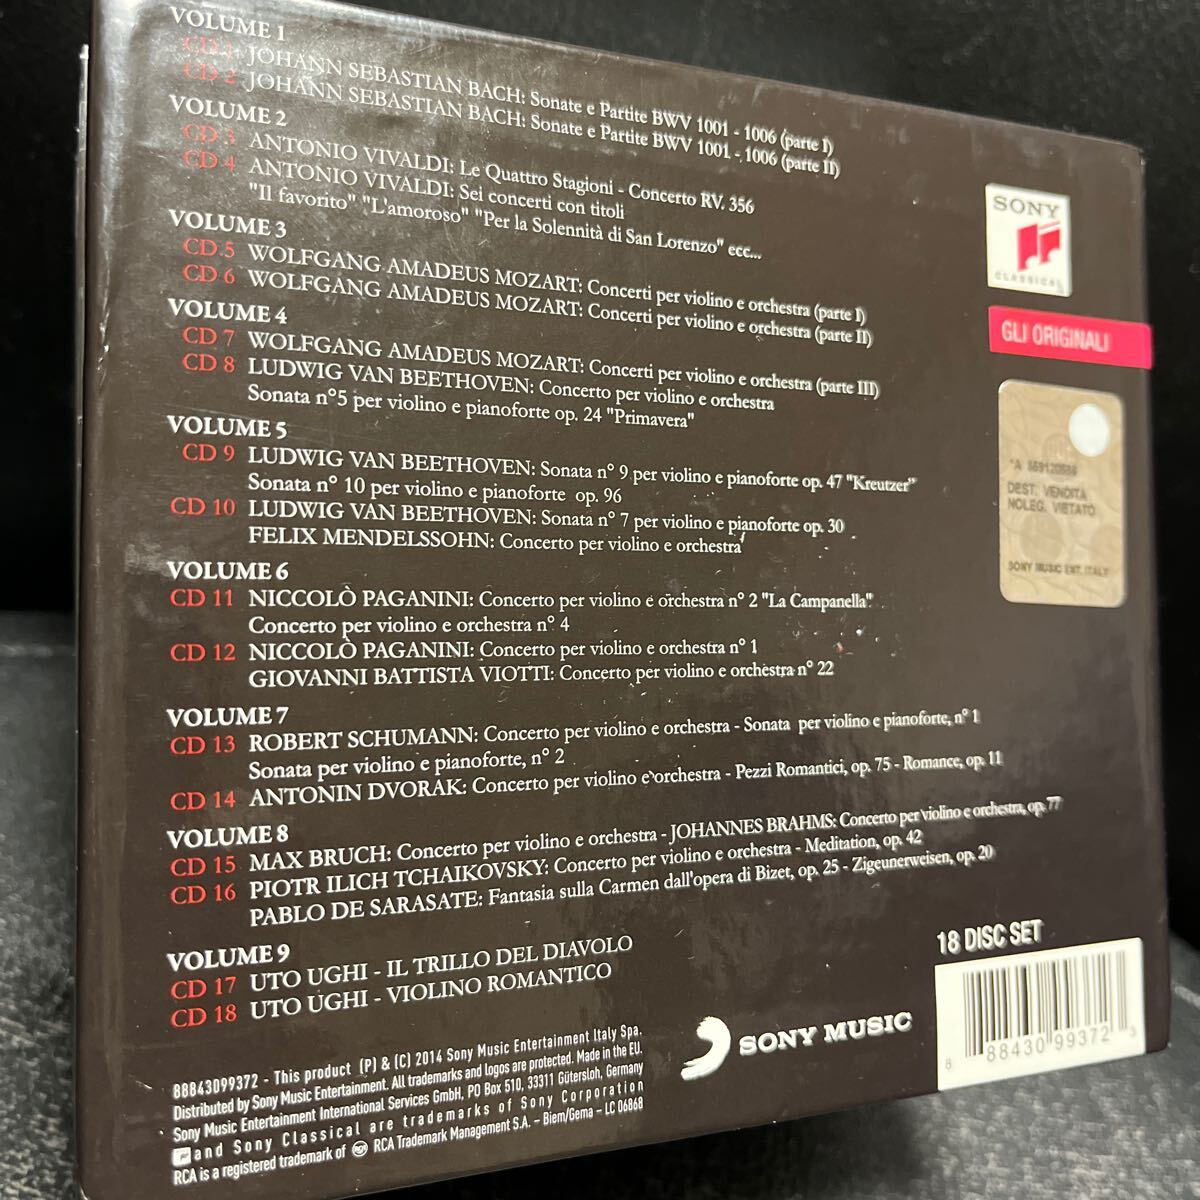 VOLUME 1
CD 1 JOHANN SEBASTIAN BACH: Sonate e Partite BWV 1001 - 1006 (parte I)
CD 2 JOHANN SEBASTIAN BACH: Sonate e Partite BWV 1001 - 1006 (parte II)
VOLUME 2
CD 3 ANTONIO VIVALDI: Le Quattro Stagioni - Concerto RV. 356
CD 4 ANTONIO VIVALDI: Sei concerti con titoli
"Il favorito" "L'amoroso" "Per la Solennità di San Lorenzo" ecc...
VOLUME 3
CD 5 WOLFGANG AMADEUS MOZART: Concerti per violino e orchestra (parte I)
CD 6 WOLFGANG AMADEUS MOZART: Concerti per violino e orchestra (parte II)
VOLUME 4
CD 7 WOLFGANG AMADEUS MOZART: Concerti per violino e orchestra (parte III)
CD 8 LUDWIG VAN BEETHOVEN: Concerto per violino e orchestra
Sonata n°5 per violino e pianoforte op. 24 "Primavera"
VOLUME 5
CD 9 LUDWIG VAN BEETHOVEN: Sonata n° 9 per violino e pianoforte op. 47 "Kreutzer"
Sonata n° 10 per violino e pianoforte op. 96
CD 10 LUDWIG VAN BEETHOVEN: Sonata n° 7 per violino e pianoforte op. 30
FELIX MENDELSSOHN: Concerto per violino e orchestra
VOLUME 6
CD 11 NICCOLÒ PAGANINI: Concerto per violino e orchestra n° 2 "La Campanella"
Concerto per violino e orchestra n° 4
CD 12 NICCOLÒ PAGANINI: Concerto per violino e orchestra n° 1
GIOVANNI BATTISTA VIOTTI: Concerto per violino e orchestra n° 22
VOLUME 7
CD 13 ROBERT SCHUMANN: Concerto per violino e orchestra - Sonata per violino e pianoforte, n° 1
Sonata per violino e pianoforte, n° 2
CD 14 ANTONIN DVORAK: Concerto per violino e orchestra - Pezzi Romantici, op. 75 - Romance, op. 11
VOLUME 8
CD 15 MAX BRUCH: Concerto per violino e orchestra - JOHANNES BRAHMS: Concerto per violino e orchestra, op. 77
CD 16 PIOTR ILICH TCHAIKOVSKY: Concerto per violino e orchestra - Meditation, op. 42
PABLO DE SARASATE: Fantasia sulla Carmen dall'opera di Bizet, op. 25 - Zigeunerweisen, op. 20
VOLUME 9
CD 17 UTO UGHI - IL TRILLO DEL DIAVOLO
CD 18 UTO UGHI - VIOLINO ROMANTICO
88843099372 - This product (P) & (C) 2014 Sony Music Entertainment Italy Spa.
Distributed by Sony Music Entertainment. All trademarks and logos are protected. Made in the EU.
Sony Music Entertainment International Services GmbH, PO Box 510, 33311 Gütersloh, Germany
and Sony Classical are trademarks of Sony Corporation
RCA is a registered trademark of RCA Trademark Management S.A. - Biem/Gema - LC 06868
SONY MUSIC
SONY
CLASSICAL
GLI ORIGINALI
DEST. VENDITA
NOLEG. VIETATO
SONY MUSIC ENT. ITALY
18 DISC SET
8 88430 99372 3